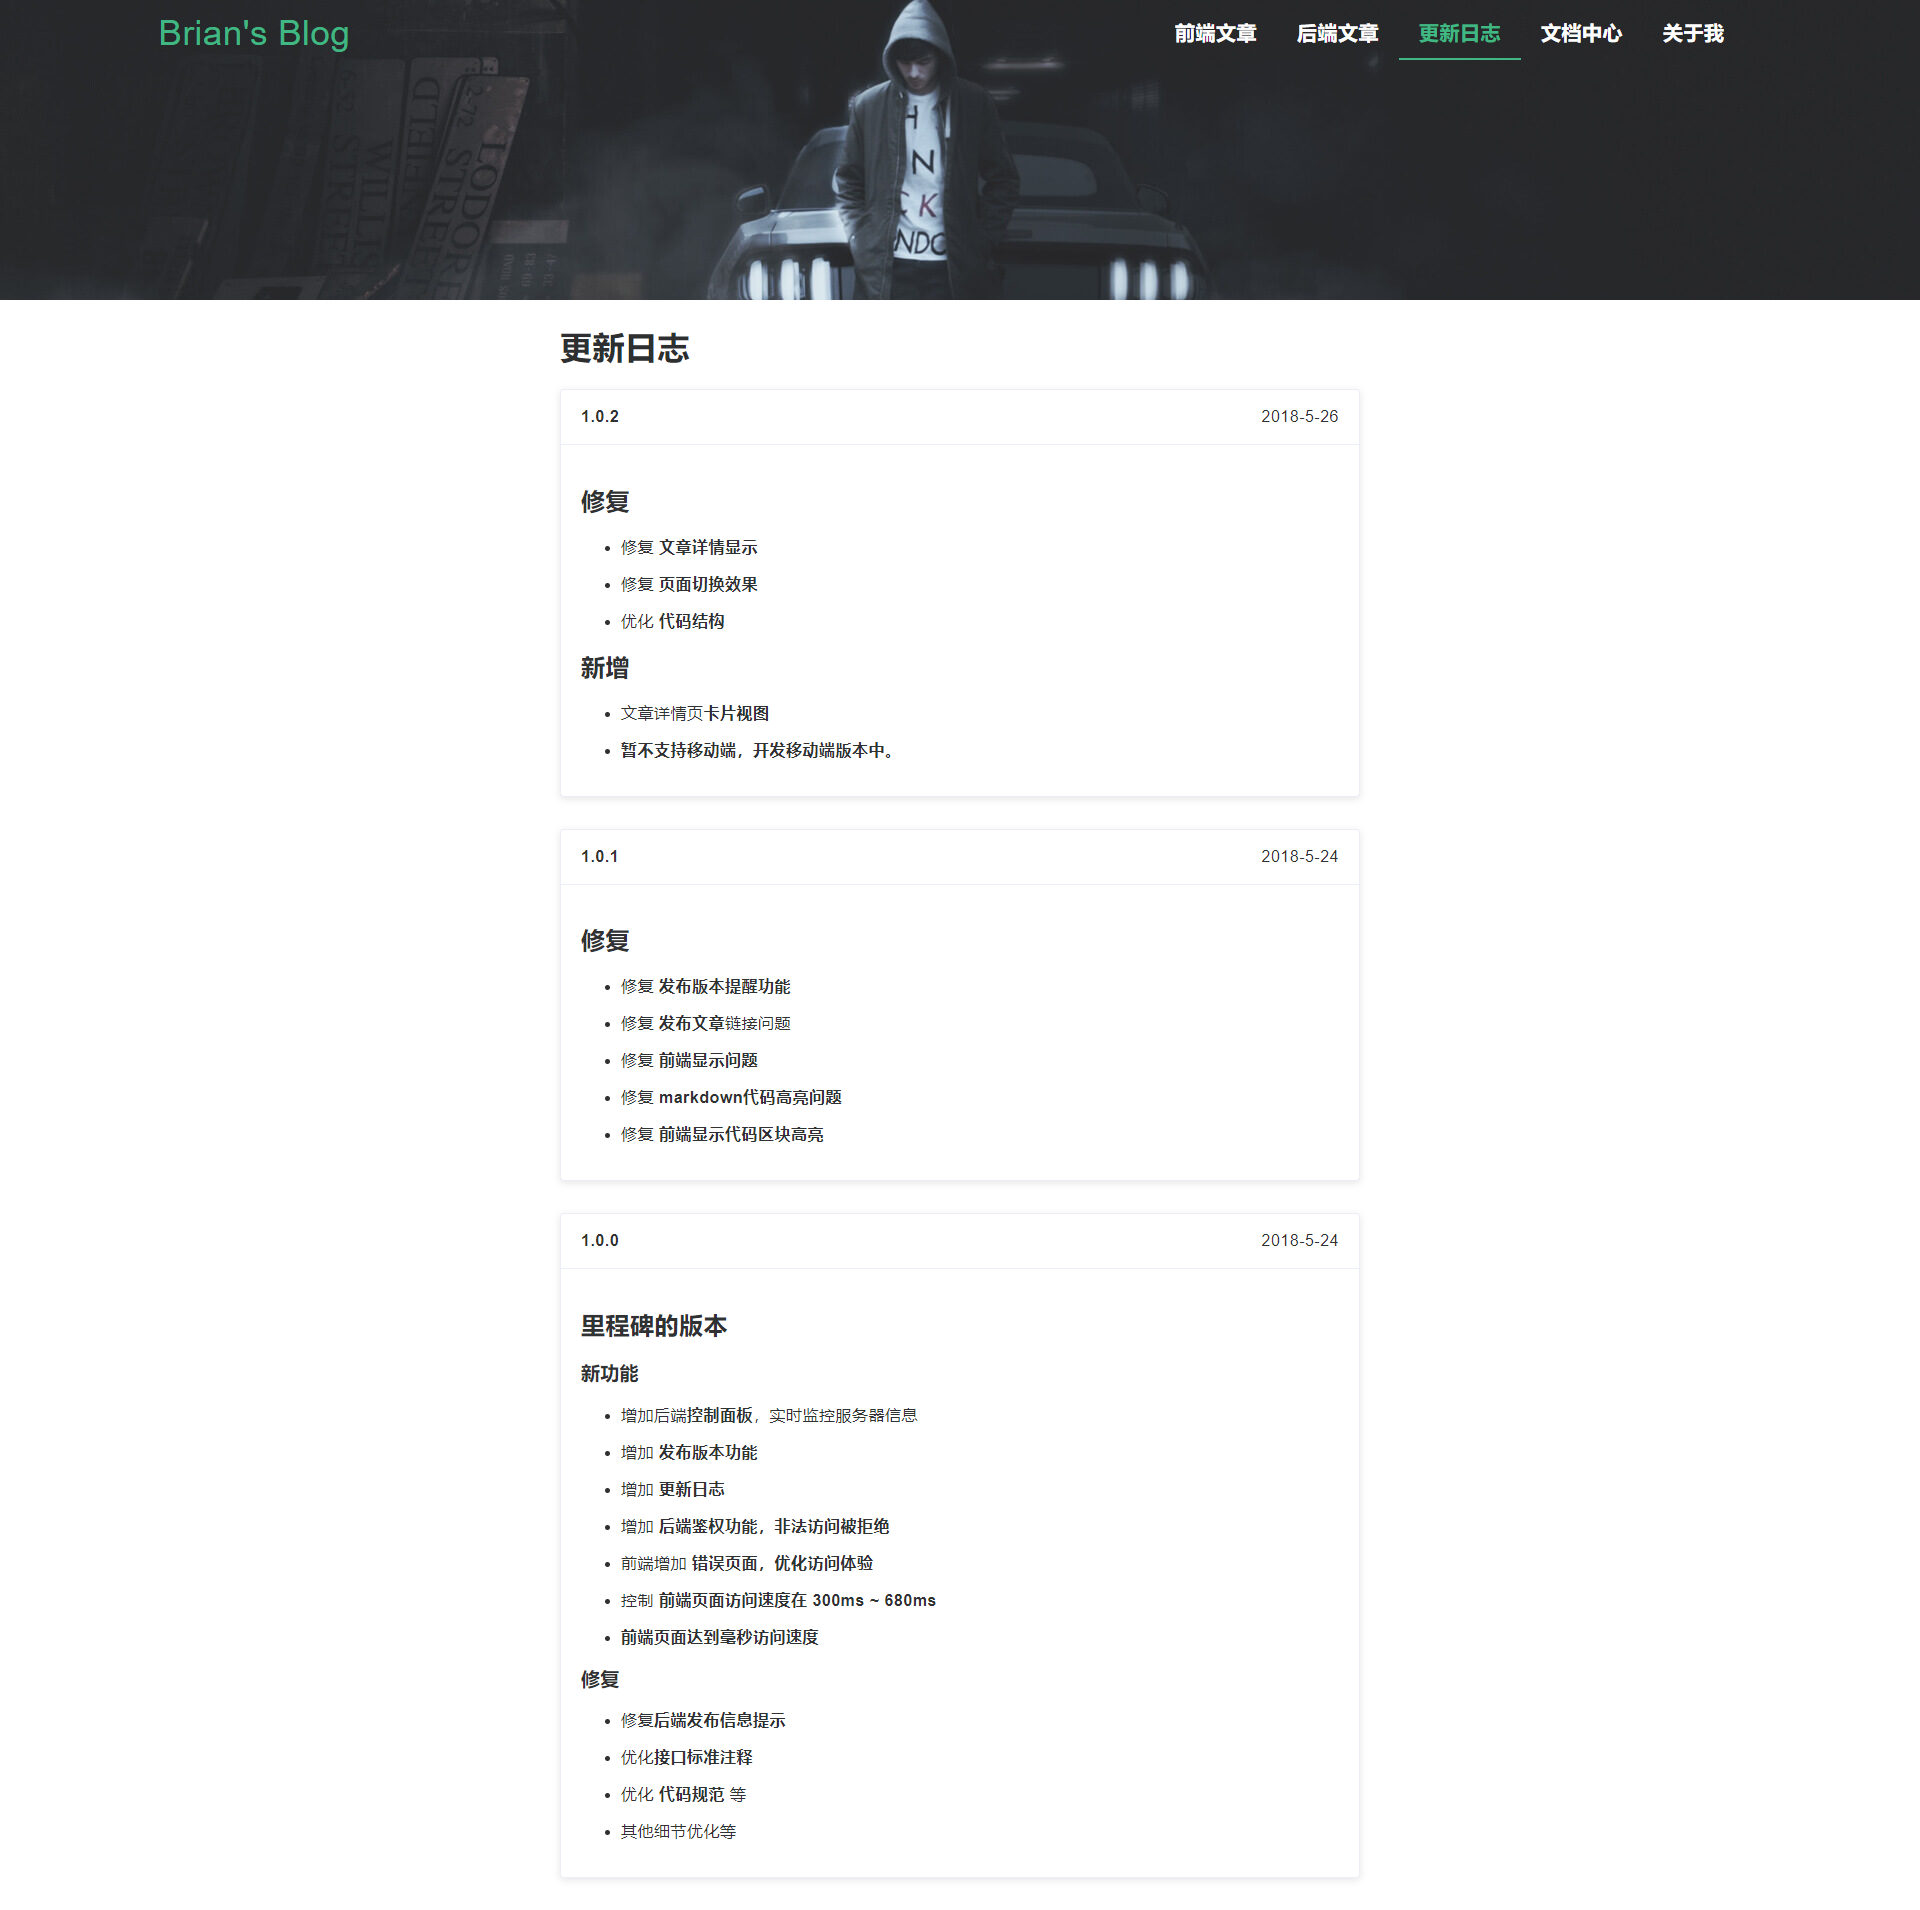 Brian's Blog
前端文章 后端文章 更新日志 文档中心 关于我
更新日志
1.0.2 2018-5-26
修复
修复 文章详情显示
修复 页面切换效果
优化 代码结构
新增
文章详情页卡片视图
暂不支持移动端，开发移动端版本中。
1.0.1 2018-5-24
修复
修复 发布版本提醒功能
修复 发布文章链接问题
修复 前端显示问题
修复 markdown代码高亮问题
修复 前端显示代码区块高亮
1.0.0 2018-5-24
里程碑的版本
新功能
增加后端控制面板，实时监控服务器信息
增加 发布版本功能
增加 更新日志
增加 后端鉴权功能，非法访问被拒绝
前端增加 错误页面，优化访问体验
控制 前端页面访问速度在 300ms ~ 680ms
前端页面达到毫秒访问速度
修复
修复后端发布信息提示
优化接口标准注释
优化 代码规范 等
其他细节优化等